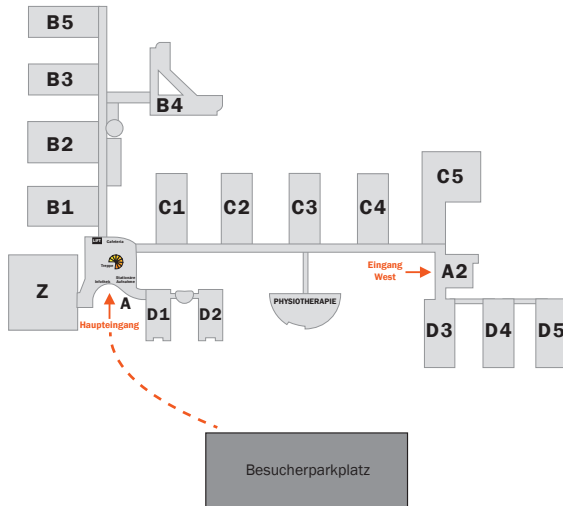 B5
B3
B4
B2
B1
C1
C2
C3
C4
C5
LIFT
Cafeteria
Treppe
Infothek
Stationäre
Aufnahme
Z
A
Haupteingang
D1
D2
PHYSIOTHERAPIE
Eingang
West
A2
D3
D4
D5
Besucherparkplatz